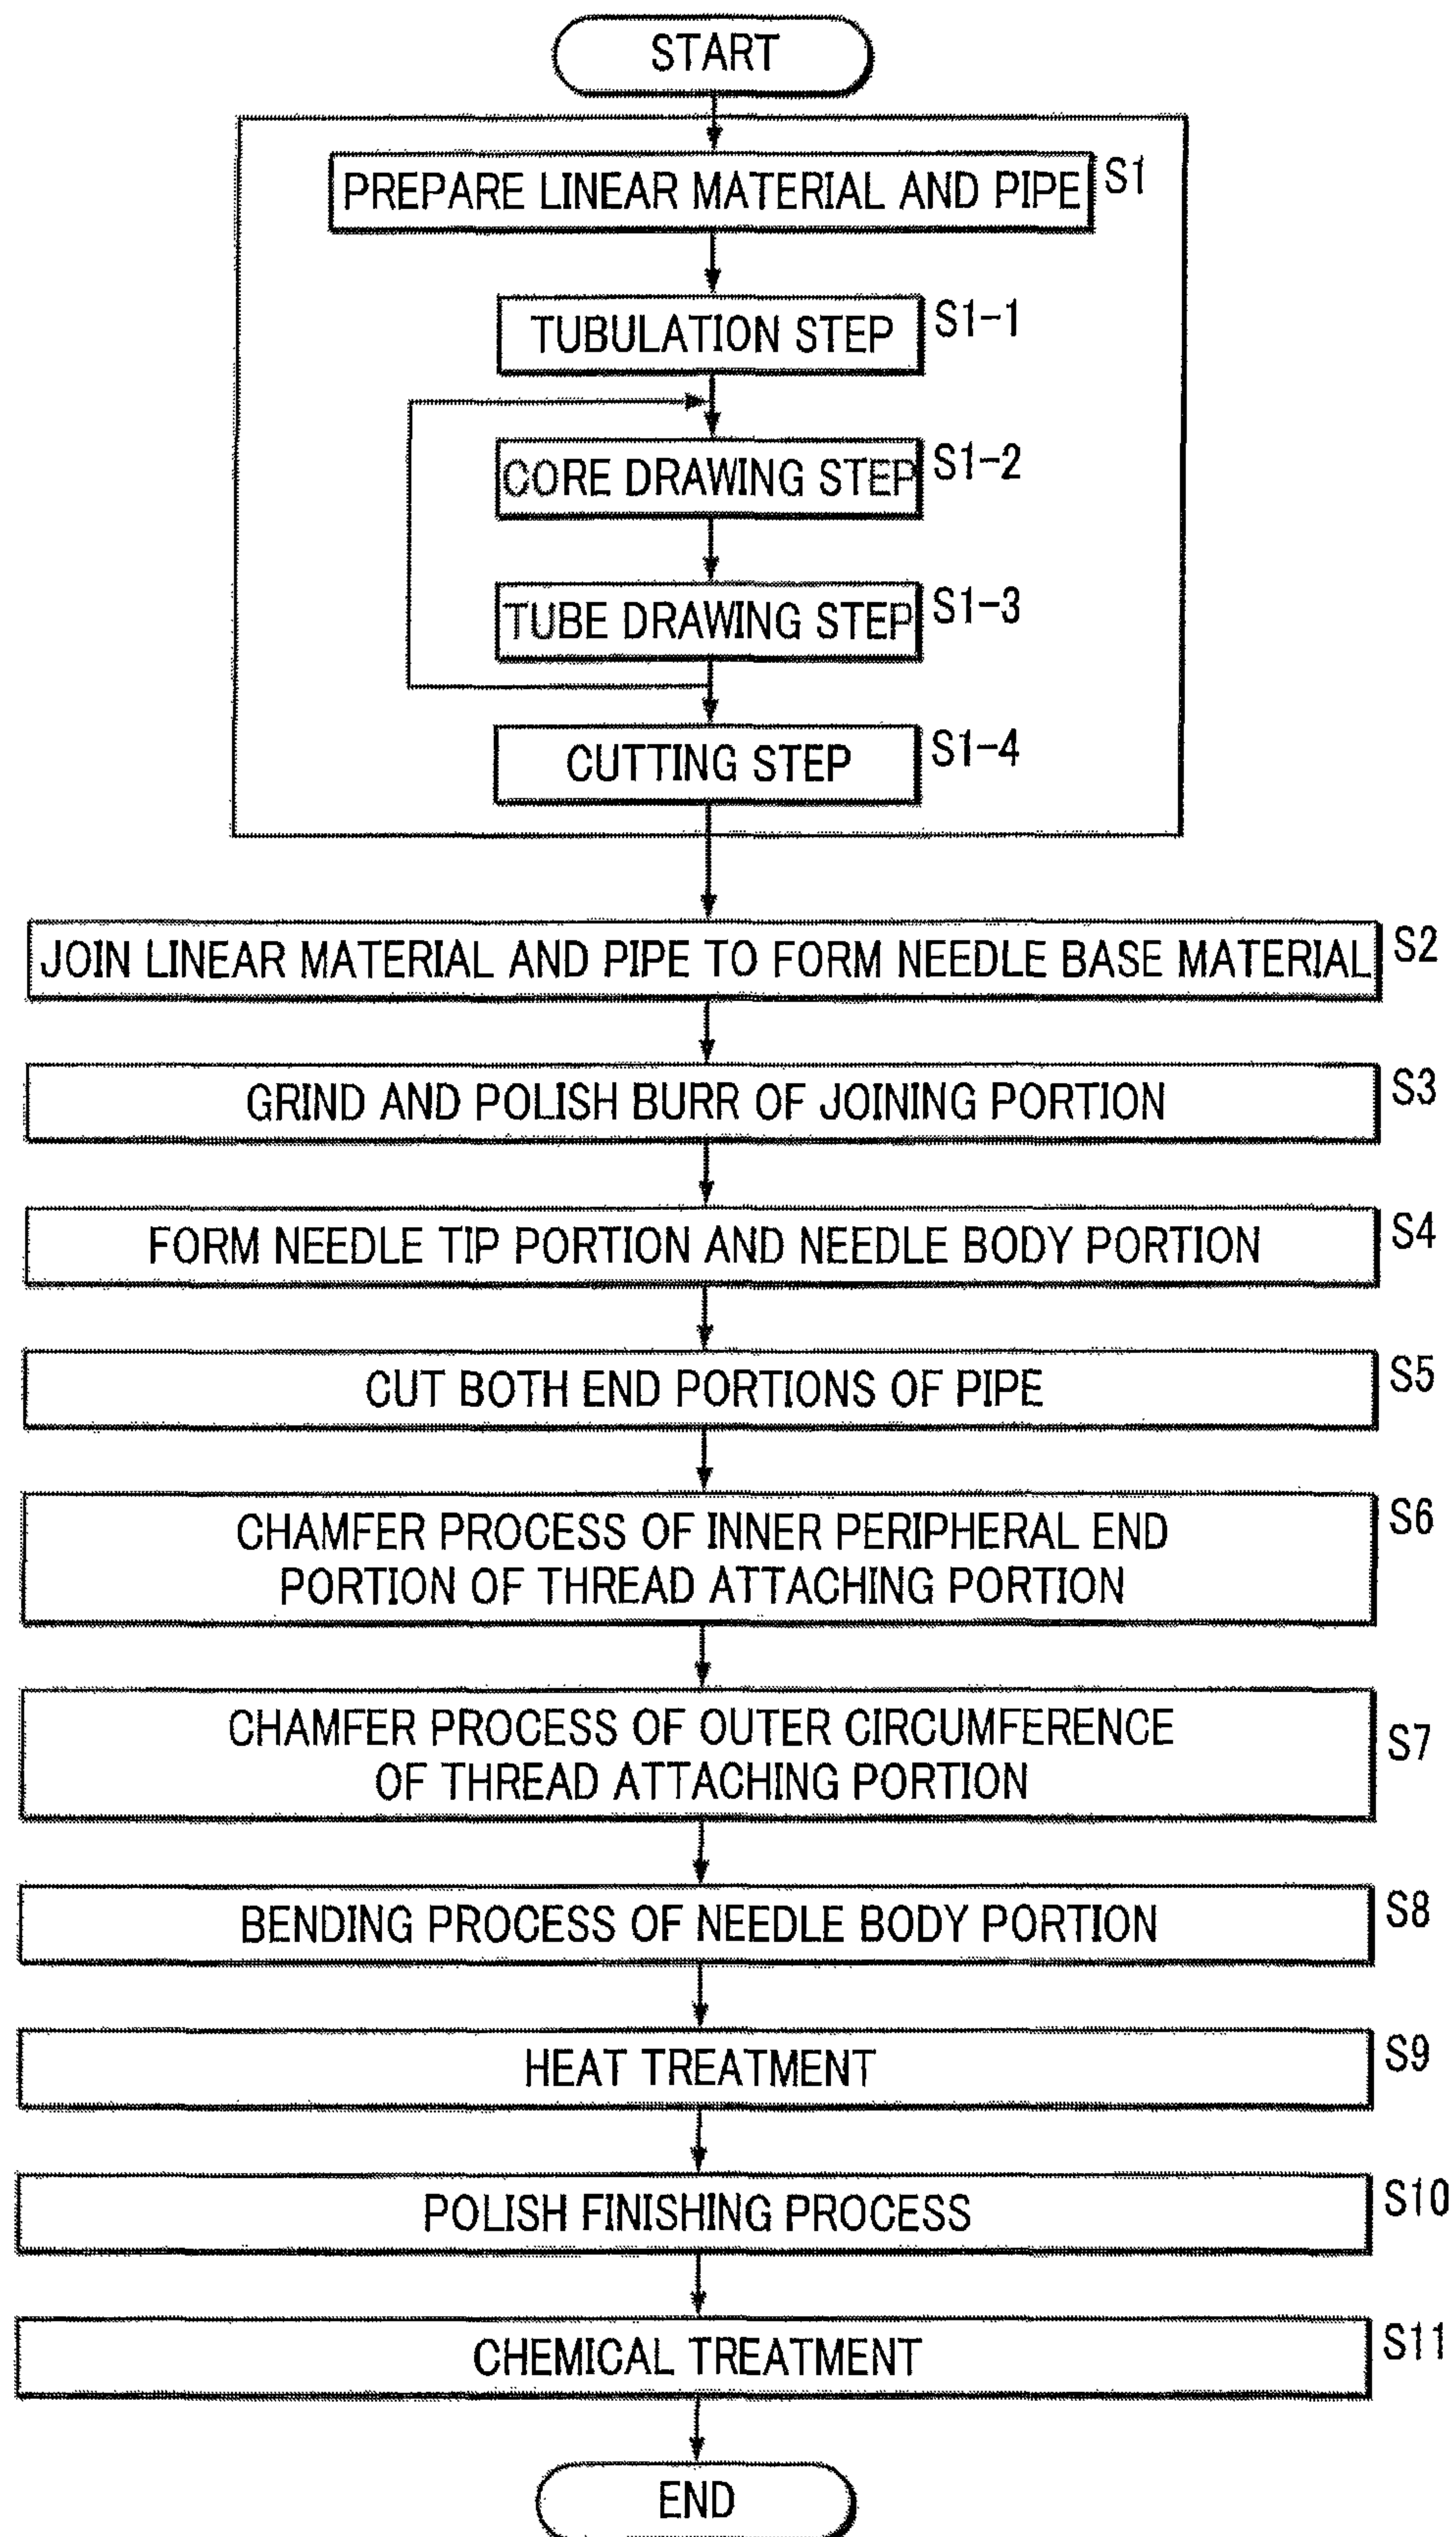 START
PREPARE LINEAR MATERIAL AND PIPE S1
TUBULATION STEP S1-1
CORE DRAWING STEP S1-2
TUBE DRAWING STEP S1-3
CUTTING STEP S1-4
JOIN LINEAR MATERIAL AND PIPE TO FORM NEEDLE BASE MATERIAL S2
GRIND AND POLISH BURR OF JOINING PORTION S3
FORM NEEDLE TIP PORTION AND NEEDLE BODY PORTION S4
CUT BOTH END PORTIONS OF PIPE S5
CHAMFER PROCESS OF INNER PERIPHERAL END S6
PORTION OF THREAD ATTACHING PORTION
CHAMFER PROCESS OF OUTER CIRCUMFERENCE S7
OF THREAD ATTACHING PORTION
BENDING PROCESS OF NEEDLE BODY PORTION S8
HEAT TREATMENT S9
POLISH FINISHING PROCESS S10
CHEMICAL TREATMENT S11
END